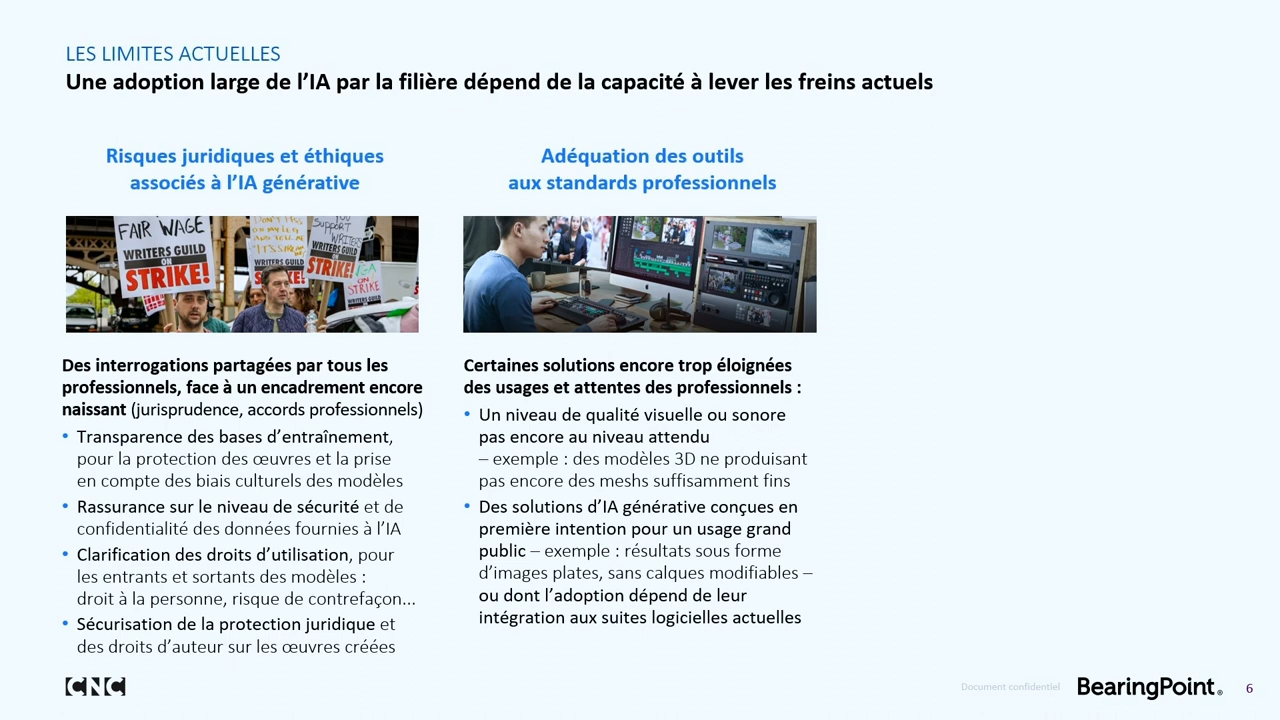 LES LIMITES ACTUELLES
Une adoption large de l’IA par la filière dépend de la capacité à lever les freins actuels
Risques juridiques et éthiques
associés à l’IA générative
FAIR WAGE
WRITERS GUILD
ON
STRIKE!
SUPPORT
WRITERS
WRITERS GUILD
WRITERS GUILD
ON
STRIKE!
ON
STRIKE
Des interrogations partagées par tous les
professionnels, face à un encadrement encore
naissant (jurisprudence, accords professionnels)
• Transparence des bases d’entraînement,
pour la protection des œuvres et la prise
en compte des biais culturels des modèles
• Rassurance sur le niveau de sécurité et de
confidentialité des données fournies à l’IA
• Clarification des droits d’utilisation, pour
les entrants et sortants des modèles :
droit à la personne, risque de contrefaçon...
• Sécurisation de la protection juridique et
des droits d’auteur sur les œuvres créées
Adéquation des outils
aux standards professionnels
Certaines solutions encore trop éloignées
des usages et attentes des professionnels :
• Un niveau de qualité visuelle ou sonore
pas encore au niveau attendu
– exemple : des modèles 3D ne produisant
pas encore des meshs suffisamment fins
• Des solutions d’IA générative conçues en
première intention pour un usage grand
public – exemple : résultats sous forme
d’images plates, sans calques modifiables –
ou dont l’adoption dépend de leur
intégration aux suites logicielles actuelles
CNC
Document confidentiel
BearingPoint®
6